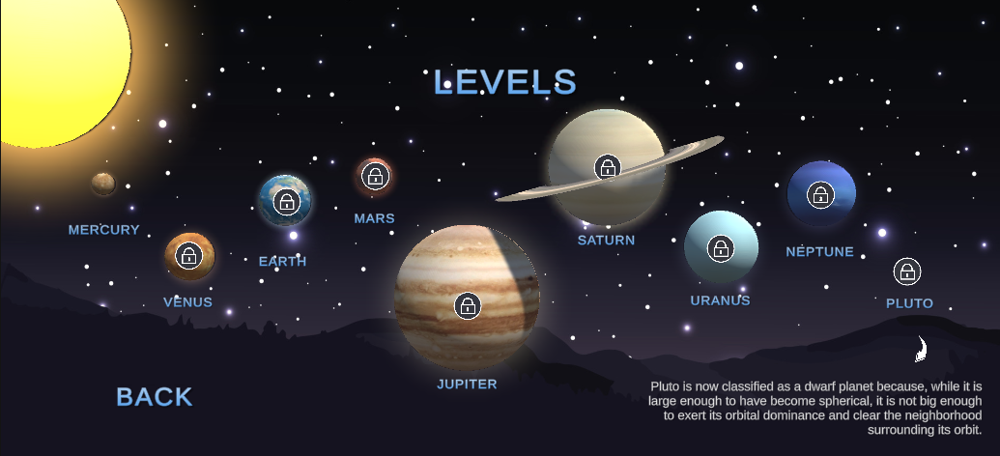 LEVELS
MERCURY
VENUS
EARTH
MARS
JUPITER
SATURN
URANUS
NEPTUNE
PLUTO
BACK
Pluto is now classified as a dwarf planet because, while it is
large enough to have become spherical, it is not big enough
to exert its orbital dominance and clear the neighborhood
surrounding its orbit.